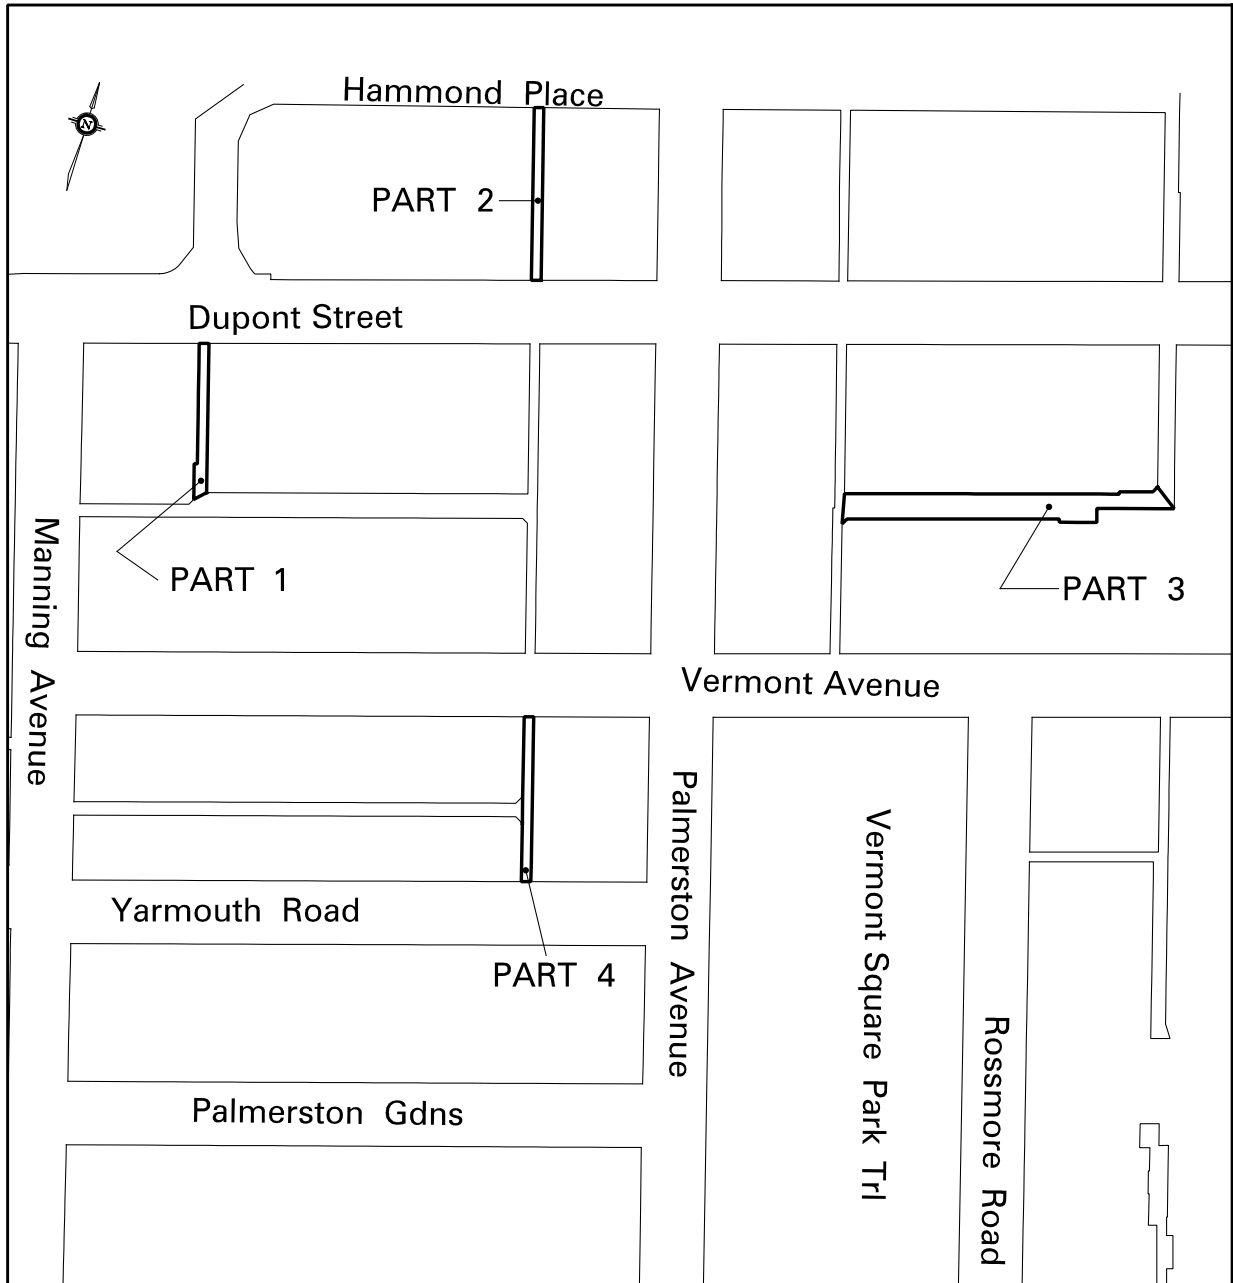 Hammond Place
N
PART 2
Dupont Street
PART 1
PART 3
Manning Avenue
Vermont Avenue
Palmerston Avenue
Vermont Square Park Trl
Yarmouth Road
PART 4
Rossmore Road
Palmerston Gdns